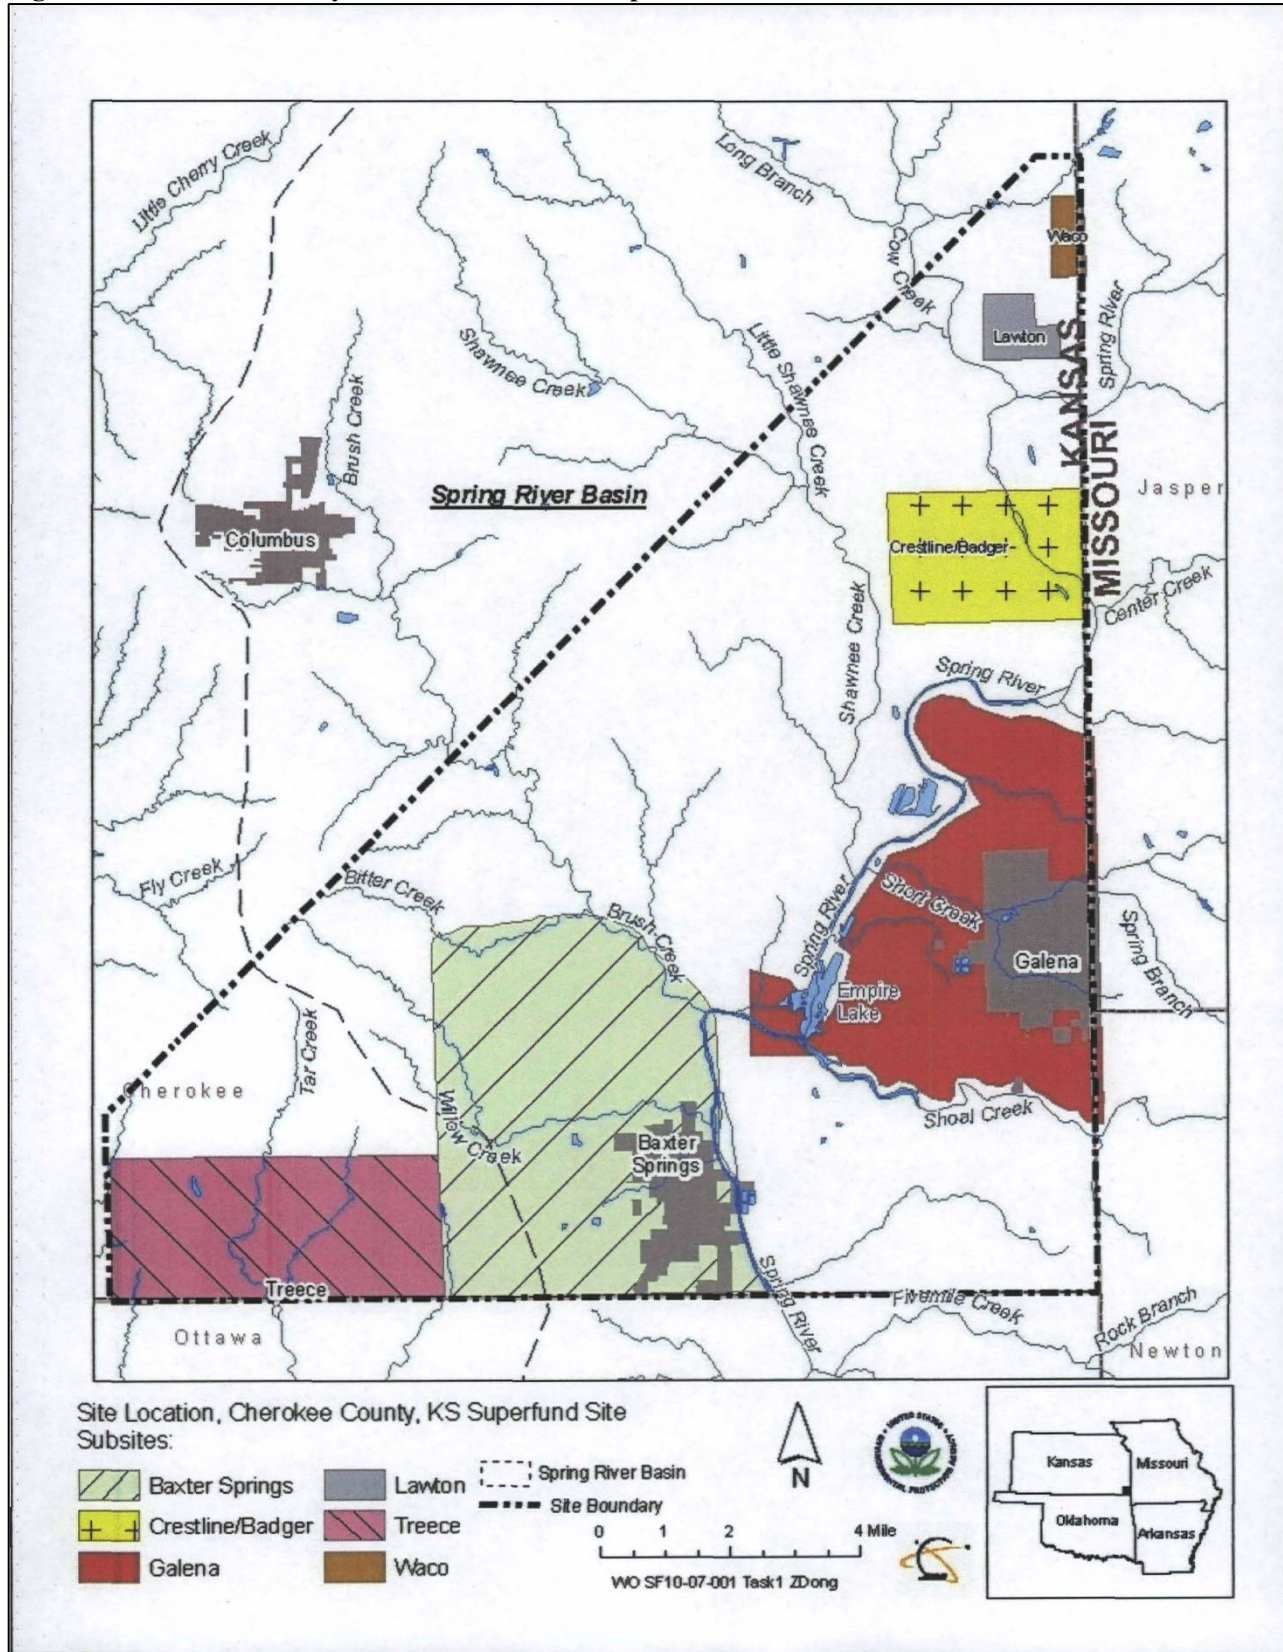 Little Cherry Creek
Long Branch
Cow Creek
Waco
Lawton
KANSAS
MISSOURI
Spring River
Little Shawnee Creek
Shawnee Creek
Brush Creek
Spring River Basin
Columbus
Jasper
Crestline/Badger
Center Creek
Shawnee Creek
Spring River
Fly Creek
Bitter Creek
Brush Creek
Spring River
Short Creek
Galena
Spring Branch
Empire
Lake
Tar Creek
Cherokee
Willow Creek
Baxter
Springs
Shoal Creek
Treece
Spring River
Fivemile Creek
Rock Branch
Ottawa
Newton
Site Location, Cherokee County, KS Superfund Site
Subsites:
Baxter Springs
Crestline/Badger
Galena
Lawton
Treece
Waco
Spring River Basin
Site Boundary
0 1 2 4 Mile
WO SF10-07-001 Task1 ZDong
N
UNITED STATES
Kansas
Missouri
Oklahoma
Arkansas